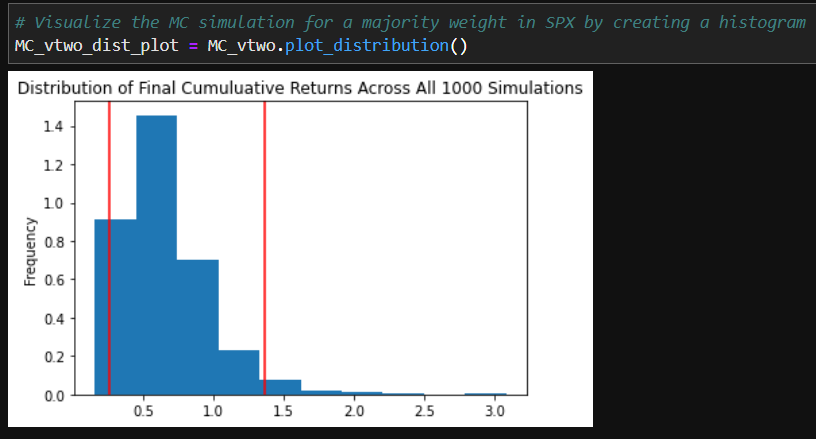 # Visualize the MC simulation for a majority weight in SPX by creating a histogram
MC_vtwo_dist_plot = MC_vtwo.plot_distribution()
Distribution of Final Cumuluative Returns Across All 1000 Simulations
1.4
1.2
1.0
0.8
0.6
0.4
0.2
0.0
Frequency
0.5 1.0 1.5 2.0 2.5 3.0